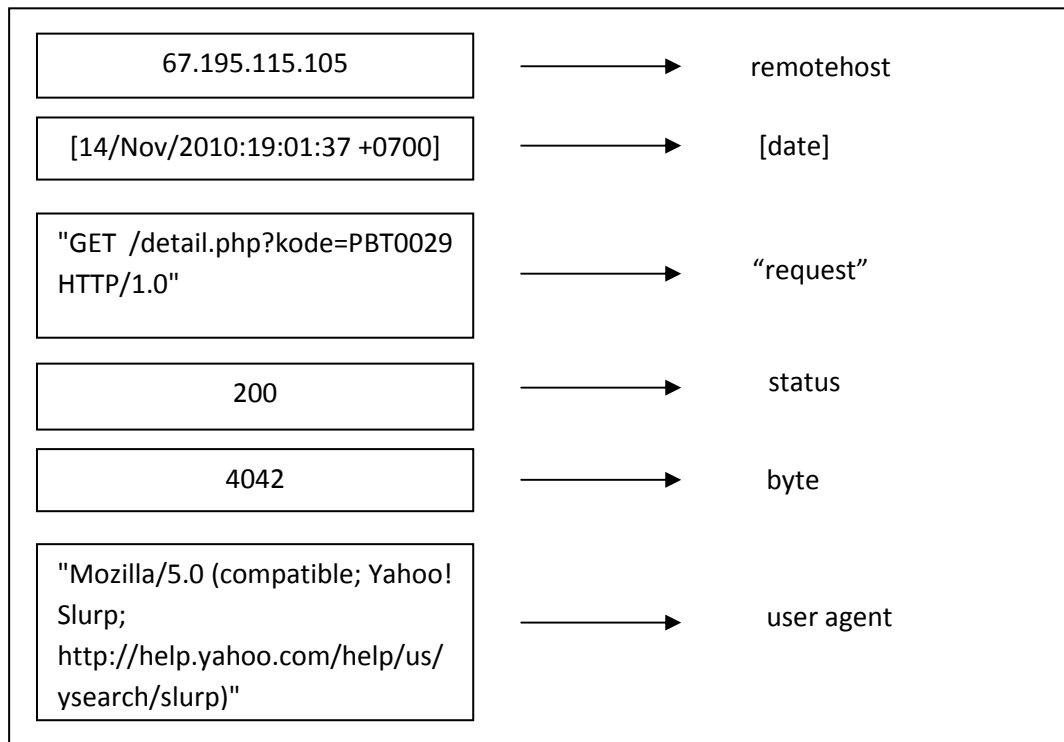 67.195.115.105
remotehost
[14/Nov/2010:19:01:37 +0700]
[date]
"GET /detail.php?kode=PBT0029
HTTP/1.0"
“request”
200
status
4042
byte
"Mozilla/5.0 (compatible; Yahoo!
Slurp;
http://help.yahoo.com/help/us/
ysearch/slurp)"
user agent